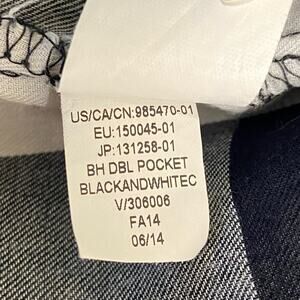 US/CA/CN:985470-01
EU:150045-01
JP:131258-01
BH DBL POCKET
BLACKANDWHITEC
V/306006
FA14
06/14